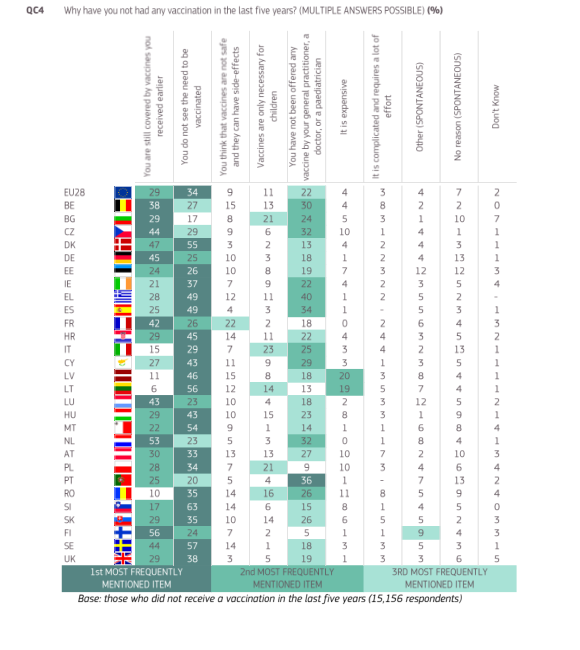 QC4 Why have you not had any vaccination in the last five years? (MULTIPLE ANSWERS POSSIBLE) (%)
You are still covered by vaccines you received earlier
You do not see the need to be vaccinated
You think that vaccines are not safe and they can have side-effects
Vaccines are only necessary for children
You have not been offered any vaccine by your general practitioner, a doctor, or a paediatrician
It is expensive
It is complicated and requires a lot of effort
Other (SPONTANEOUS)
No reason (SPONTANEOUS)
Don't Know
EU28 29 34 9 11 22 4 3 4 7 2
BE 38 27 15 13 30 4 8 2 2 0
BG 29 17 8 21 24 5 3 1 10 7
CZ 44 29 9 6 32 10 1 4 1 1
DK 47 55 3 2 13 4 2 4 3 1
DE 45 25 10 3 18 1 2 4 13 1
EE 24 26 10 8 19 7 3 12 12 3
IE 21 37 7 9 22 4 2 3 5 4
EL 28 49 12 11 40 1 2 5 2 -
ES 25 49 4 3 34 1 - 5 3 1
FR 42 26 22 2 18 0 2 6 4 3
HR 29 45 14 11 22 4 4 3 5 2
IT 15 29 7 23 25 3 4 2 13 1
CY 27 43 11 9 29 3 1 3 5 1
LV 11 46 15 8 18 20 3 8 4 1
LT 6 56 12 14 13 19 5 7 4 1
LU 43 23 10 4 18 2 3 12 5 2
HU 29 43 10 15 23 8 3 1 9 1
MT 22 54 9 1 14 1 1 6 8 4
NL 53 23 5 3 32 0 1 8 4 1
AT 30 33 13 13 27 10 7 2 10 3
PL 28 34 7 21 9 10 3 4 6 4
PT 25 20 5 4 36 1 - 7 13 2
RO 10 35 14 16 26 11 8 5 9 4
SI 17 63 14 6 15 8 1 4 5 0
SK 29 35 10 14 26 6 5 5 2 3
FI 56 24 7 2 5 1 1 9 4 3
SE 44 57 14 1 18 3 3 5 3 1
UK 29 38 3 5 19 1 3 3 6 5
1st MOST FREQUENTLY MENTIONED ITEM
2nd MOST FREQUENTLY MENTIONED ITEM
3RD MOST FREQUENTLY MENTIONED ITEM
Base: those who did not receive a vaccination in the last five years (15,156 respondents)